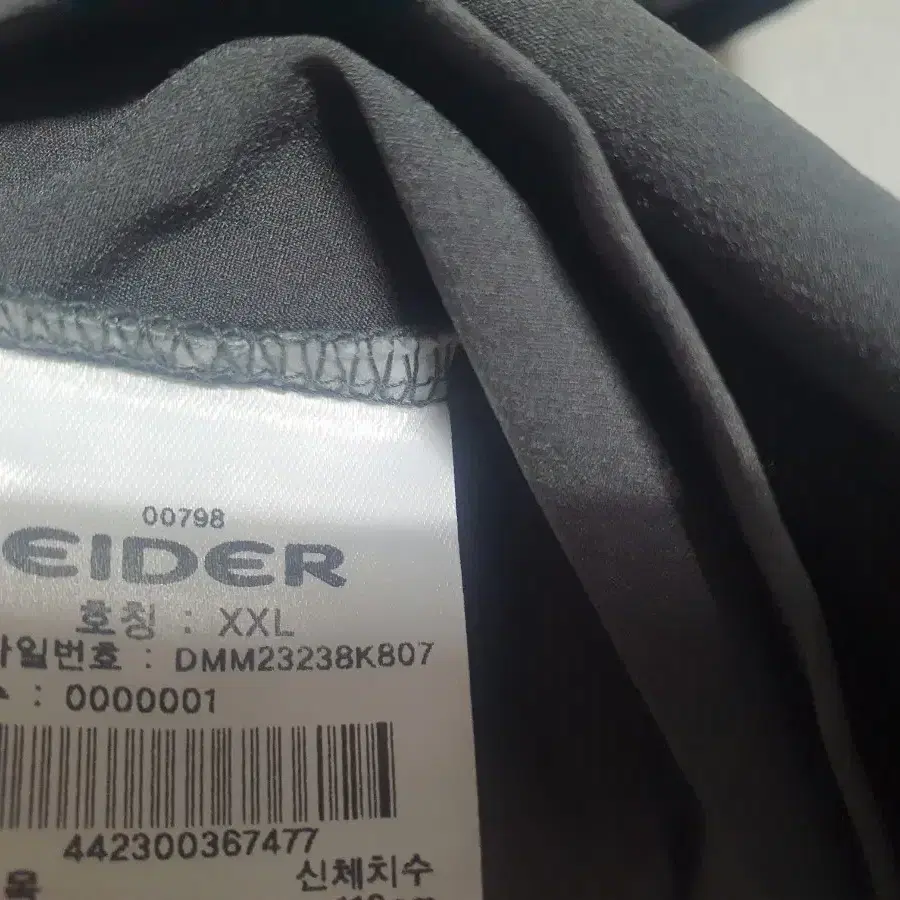 00798
EIDER
호칭 : XXL
일번호 : DMM23238K807
: 0000001
442300367477
신체치수